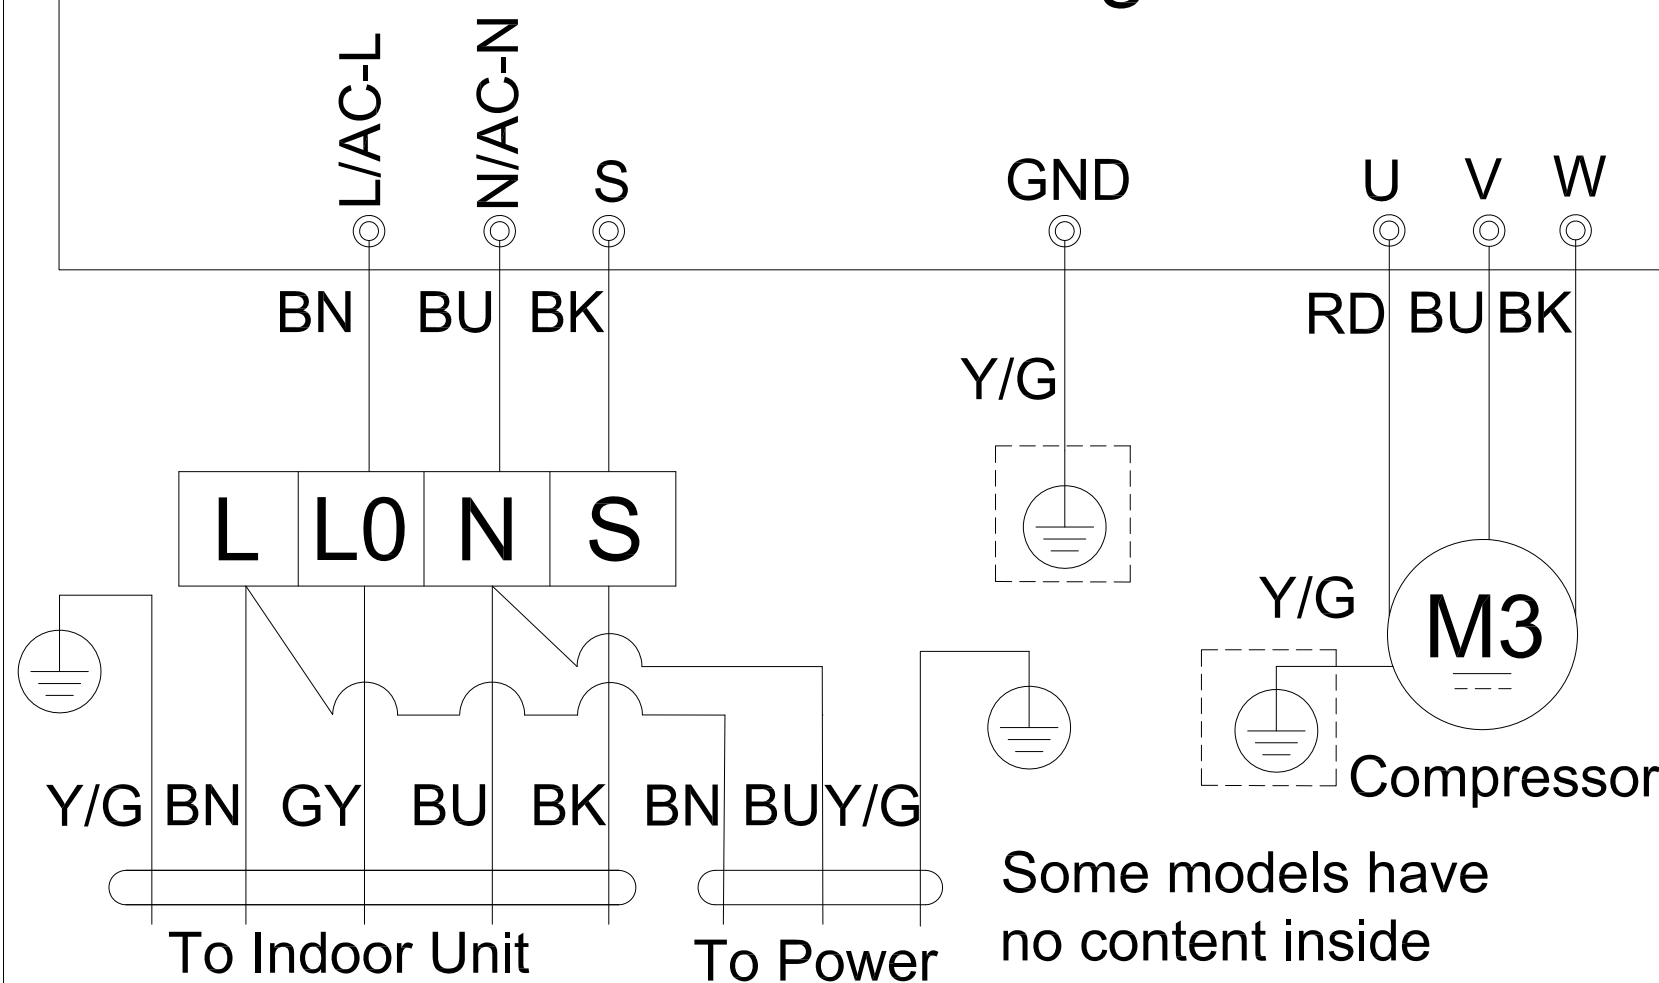 L/AC-L
N/AC-N
S
GND
U
V
W
BN
BU
BK
RD
BU
BK
Y/G
L
L0
N
S
Y/G
M3
Compressor
Y/G
BN
GY
BU
BK
BN
BU
Y/G
Some models have
no content inside
To Indoor Unit
To Power